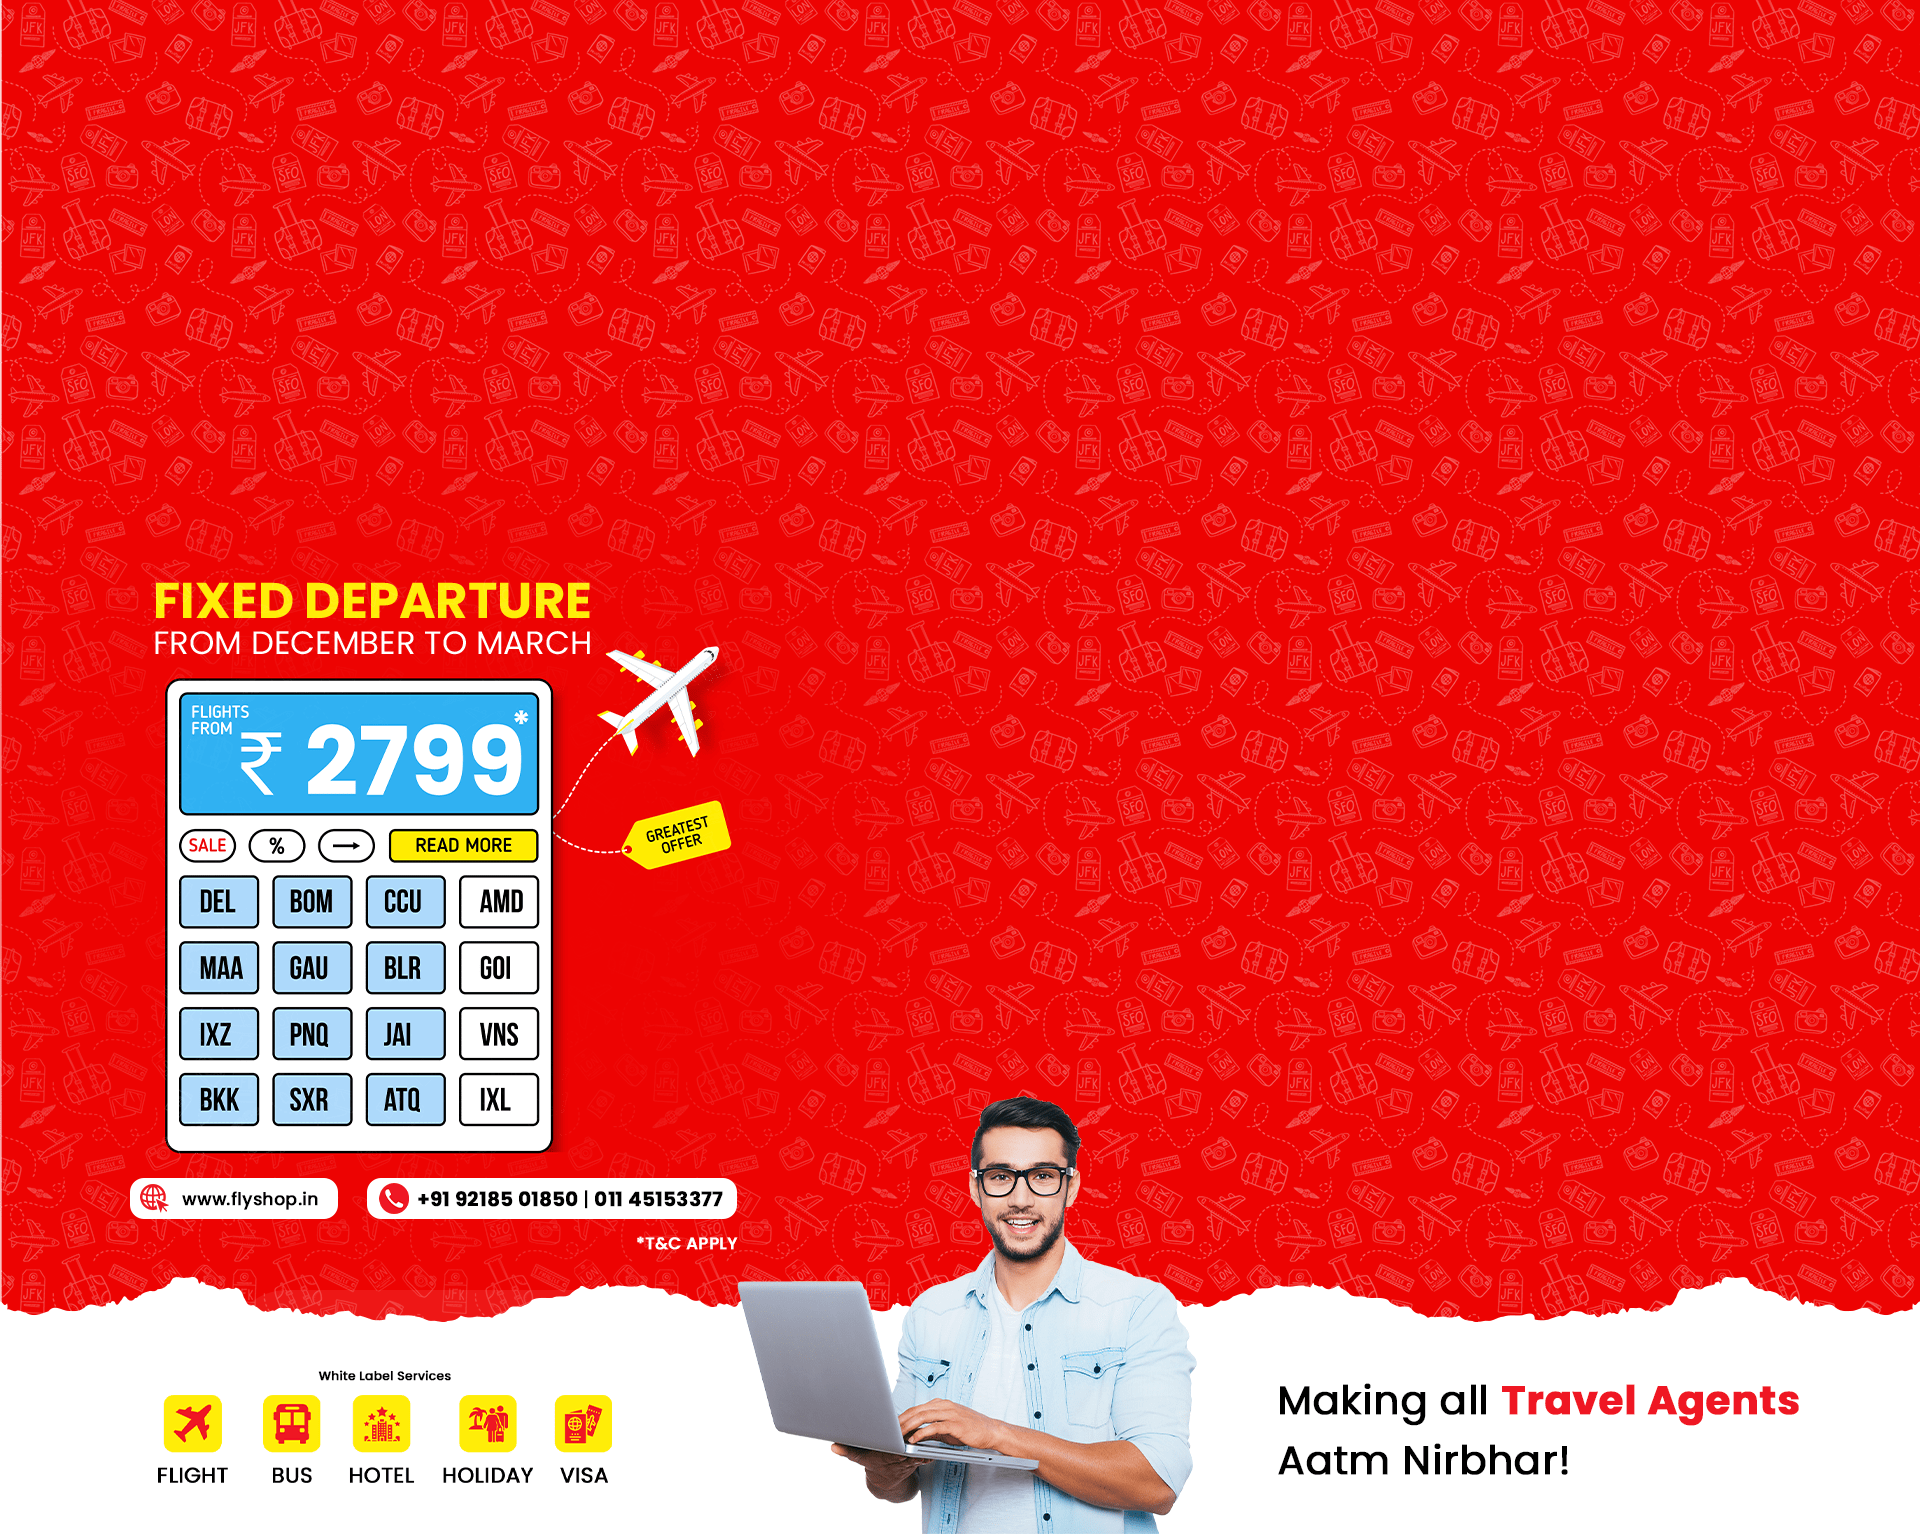 FIXED DEPARTURE
FROM DECEMBER TO MARCH
FLIGHTS
FROM
₹ 2799*
SALE % READ MORE
GREATEST
OFFER
DEL BOM CCU AMD
MAA GAU BLR GOI
IXZ PNQ JAI VNS
BKK SXR ATQ IXL
www.flyshop.in
+91 92185 01850 | 011 45153377
*T&C APPLY
White Label Services
FLIGHT BUS HOTEL HOLIDAY VISA
Making all Travel Agents
Aatm Nirbhar!